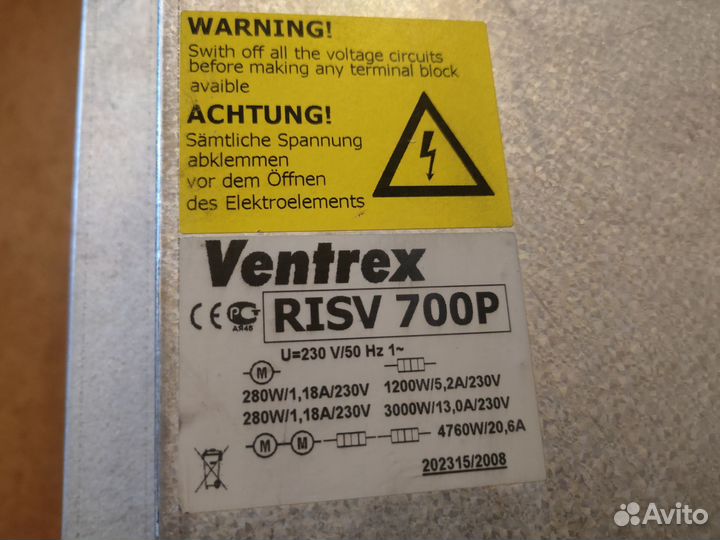 WARNING!
Swith off all the voltage circuits
before making any terminal block
avaible
ACHTUNG!
Sämtliche Spannung
abklemmen
vor dem Öffnen
des Elektroelements
Ventrex
CE РСТ RISV 700P
АЯ46
U=230 V/50 Hz 1~
M
280W/1,18A/230V 1200W/5,2A/230V
280W/1,18A/230V 3000W/13,0A/230V
M M 4760W/20,6A
202315/2008
Avito